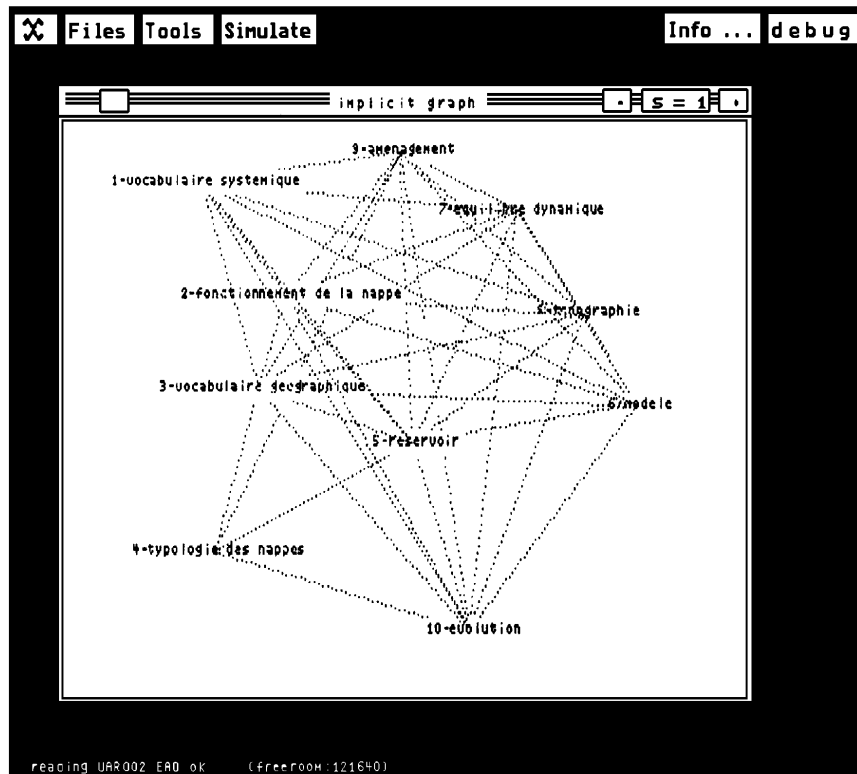 Files Tools Simulate Info ... debug
implicit graph S = 1
9-amenagement
1-vocabulaire systemique
7-equilibre dynamique
2-fonctionnement de la nappe
3-vocabulaire geographique
6-modele
5-reservoir
4-typologie des nappes
10-evolution
reading VAR002 EAO ok (freeroom:121640)